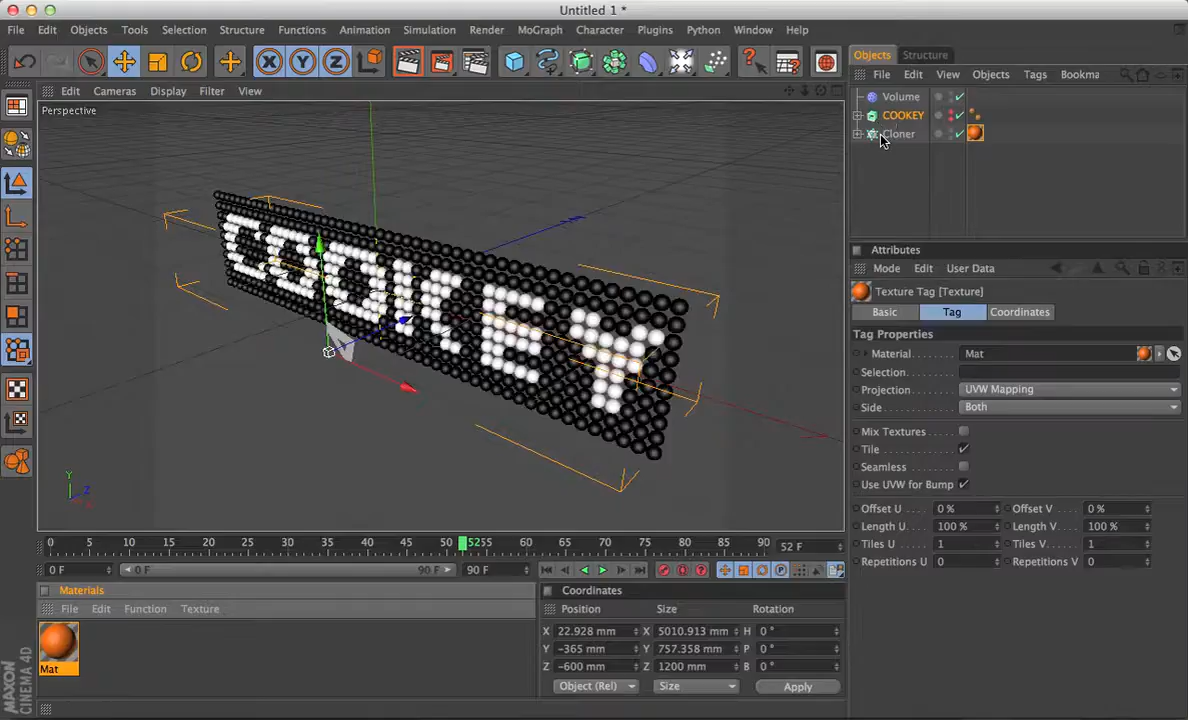 Untitled 1 *
File Edit Objects Tools Selection Structure Functions Animation Simulation Render MoGraph Character Plugins Python Window Help
Objects Structure
File Edit View Objects Tags Bookma
Volume
COOKEY
Cloner
Edit Cameras Display Filter View
Perspective
COOKEY
Y
Z
Attributes
Mode Edit User Data
Texture Tag [Texture]
Basic Tag Coordinates
Tag Properties
Material Mat
Selection
Projection UVW Mapping
Side Both
Mix Textures
Tile
Seamless
Use UVW for Bump
Offset U 0 % Offset V 0 %
Length U 100 % Length V 100 %
Tiles U 1 Tiles V 1
Repetitions U 0 Repetitions V 0
0 5 10 15 20 25 30 35 40 45 50 5255 60 65 70 75 80 85 90 52 F
0 F 0 F 90 F 90 F
Materials
File Edit Function Texture
Mat
Coordinates
Position Size Rotation
X 22.928 mm X 5010.913 mm H 0 °
Y -365 mm Y 757.358 mm P 0 °
Z -600 mm Z 1200 mm B 0 °
Object (Rel) Size Apply
MAXON CINEMA 4D